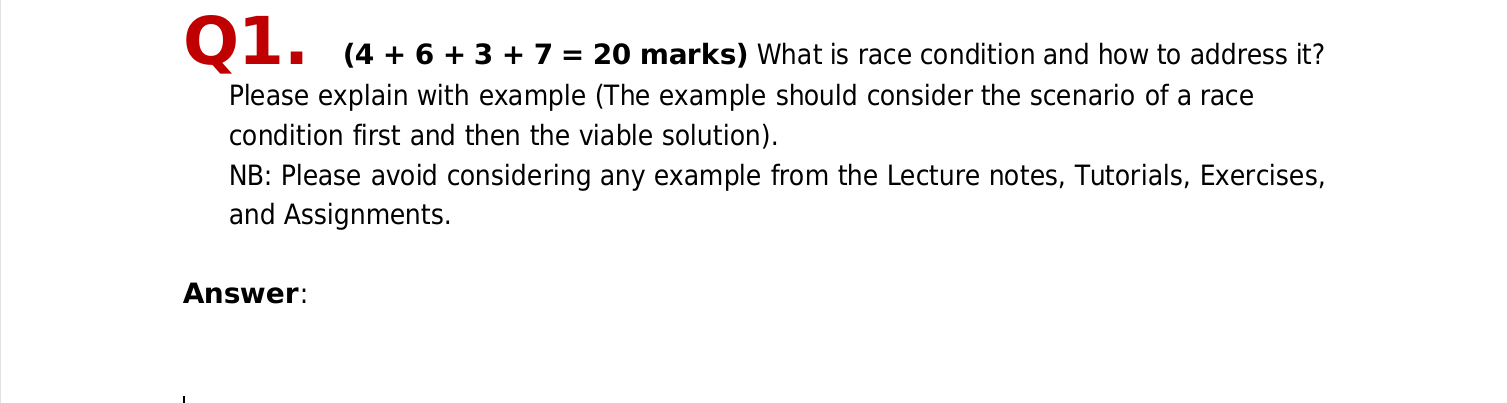 Q1. (4 + 6 + 3 + 7 = 20 marks) What is race condition and how to address it?
Please explain with example (The example should consider the scenario of a race
condition first and then the viable solution).
NB: Please avoid considering any example from the Lecture notes, Tutorials, Exercises,
and Assignments.
Answer: